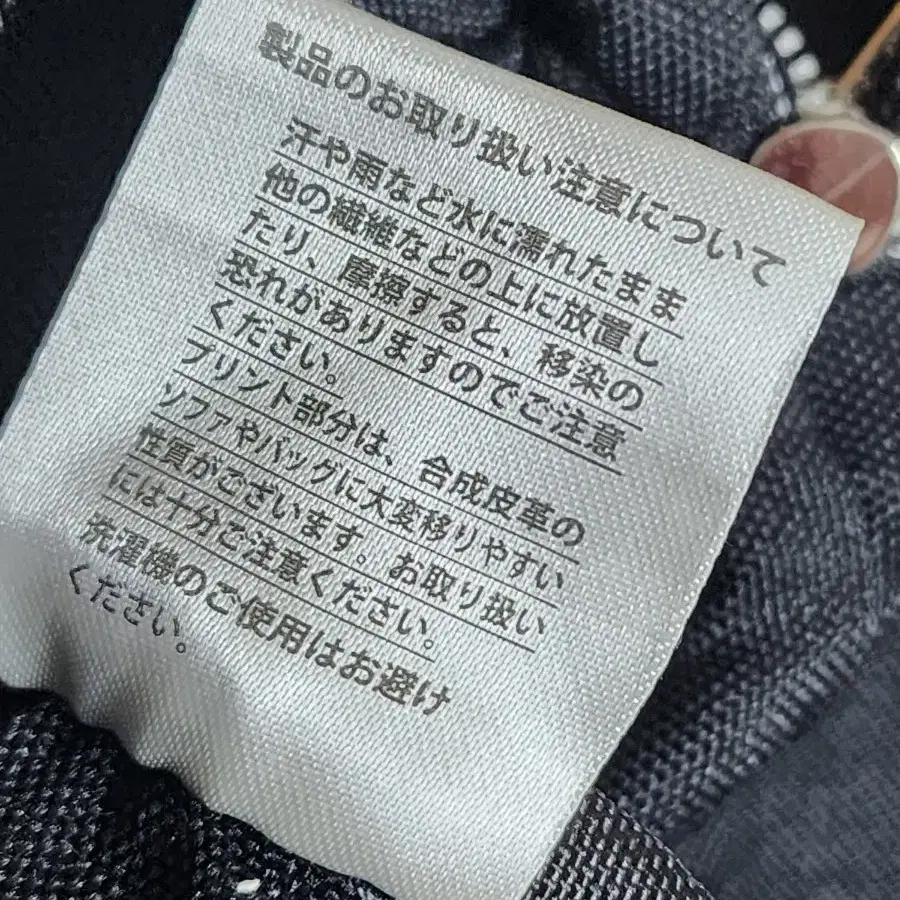 製品のお取り扱い注意について
汗や雨など水に濡れたまま
他の繊維などの上に放置し
たり、摩擦すると、移染の
恐れがありますのでご注意
ください。
プリント部分は、合成皮革の
ソファやバッグに大変移りやすい
性質がございます。お取り扱い
には十分ご注意ください。
洗濯機のご使用はお避け
ください。